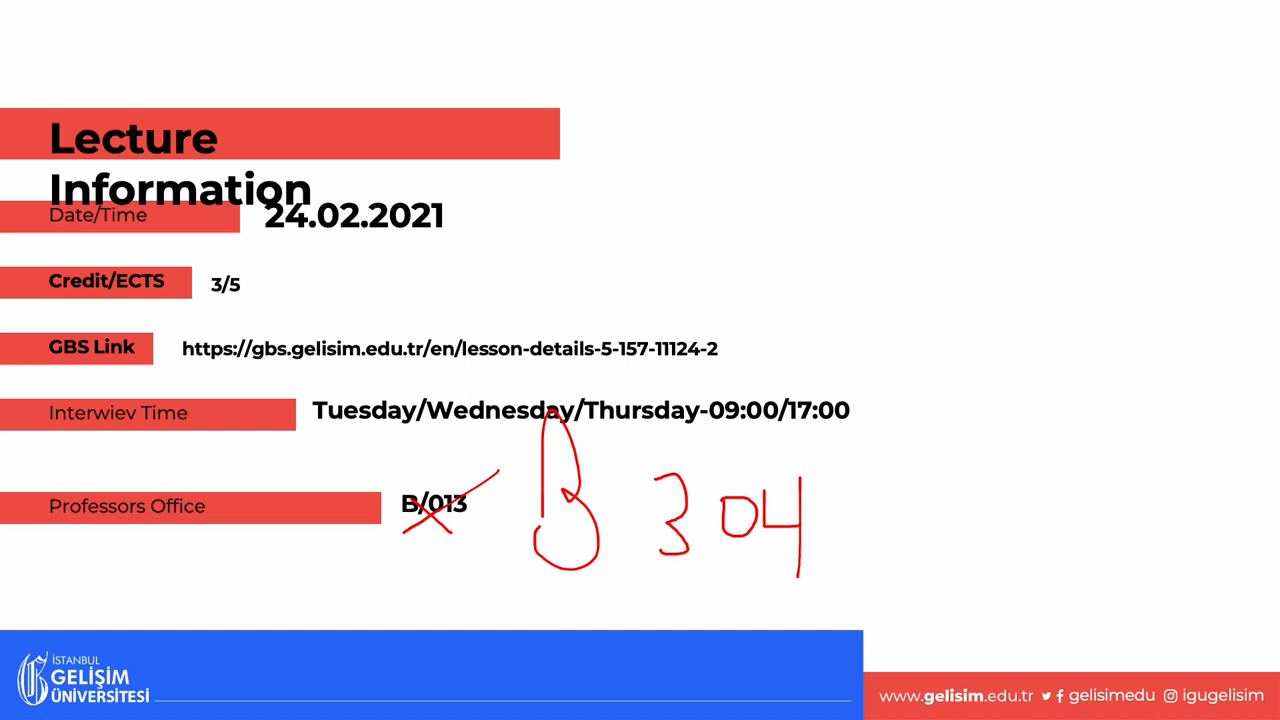 Lecture
Information
Date/Time 24.02.2021
Credit/ECTS 3/5
GBS Link https://gbs.gelisim.edu.tr/en/lesson-details-5-157-11124-2
Interwiev Time Tuesday/Wednesday/Thursday-09:00/17:00
Professors Office B/013 B 304
İSTANBUL
GELİŞİM
ÜNİVERSİTESİ
www.gelisim.edu.tr gelisimedu igugelisim